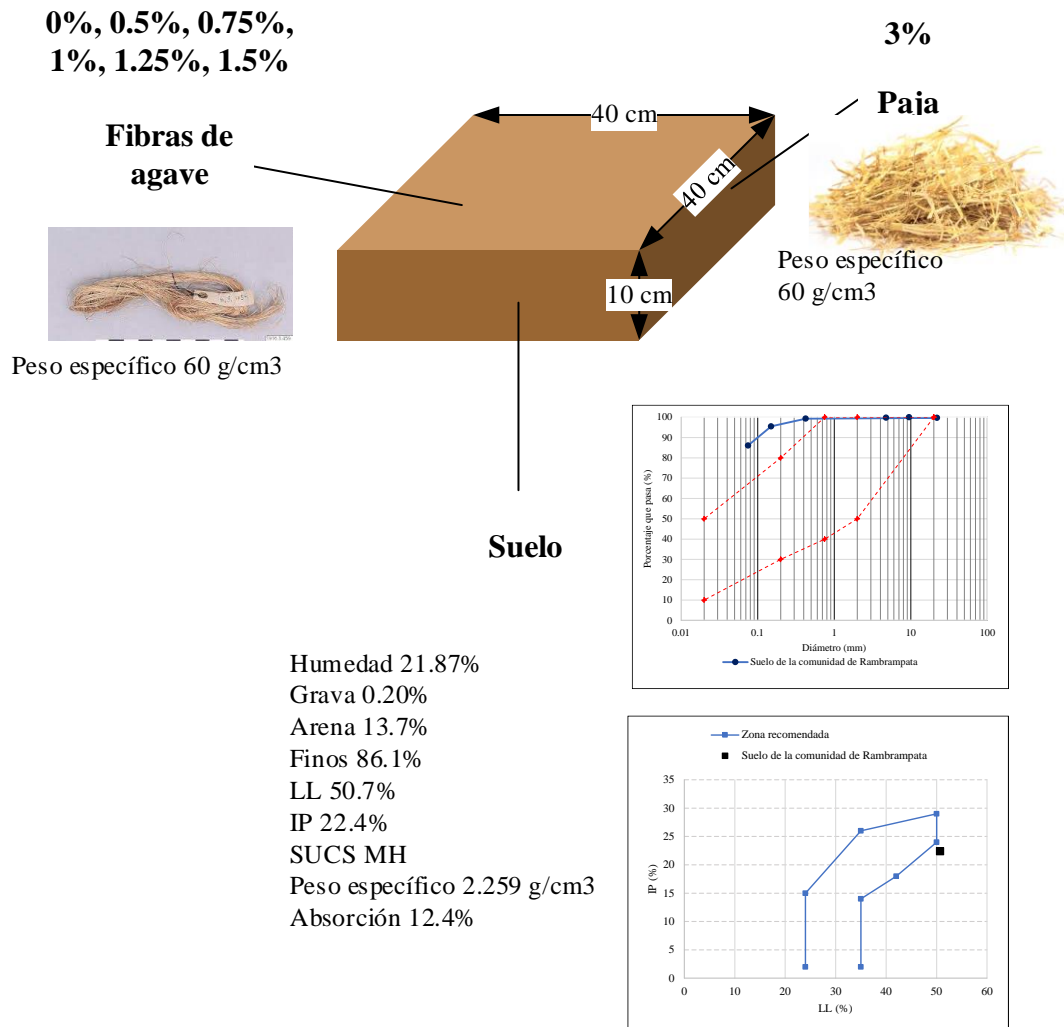 0%, 0.5%, 0.75%,
1%, 1.25%, 1.5%
3%
Fibras de
agave
Paja
40 cm
40 cm
10 cm
Peso específico
60 g/cm3
Peso específico 60 g/cm3
Suelo
Humedad 21.87%
Grava 0.20%
Arena 13.7%
Finos 86.1%
LL 50.7%
IP 22.4%
SUCS MH
Peso específico 2.259 g/cm3
Absorción 12.4%
Porcentaje que pasa (%)
100
90
80
70
60
50
40
30
20
10
0
0.01 0.1 1 10 100
Diámetro (mm)
Suelo de la comunidad de Rambrampata
Zona recomendada
Suelo de la comunidad de Rambrampata
IP (%)
35
30
25
20
15
10
5
0
0 10 20 30 40 50 60
LL (%)